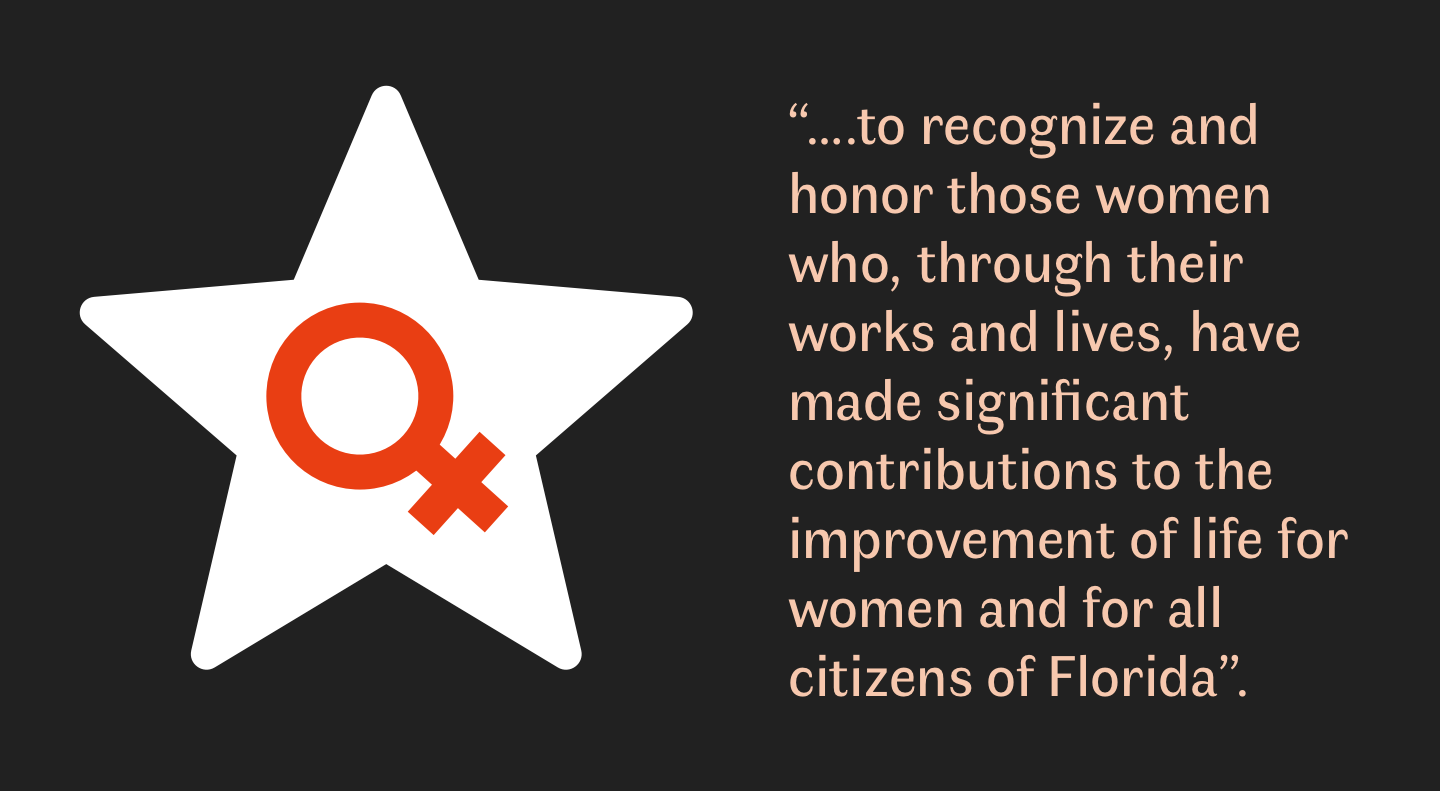 “....to recognize and
honor those women
who, through their
works and lives, have
made significant
contributions to the
improvement of life for
women and for all
citizens of Florida”.